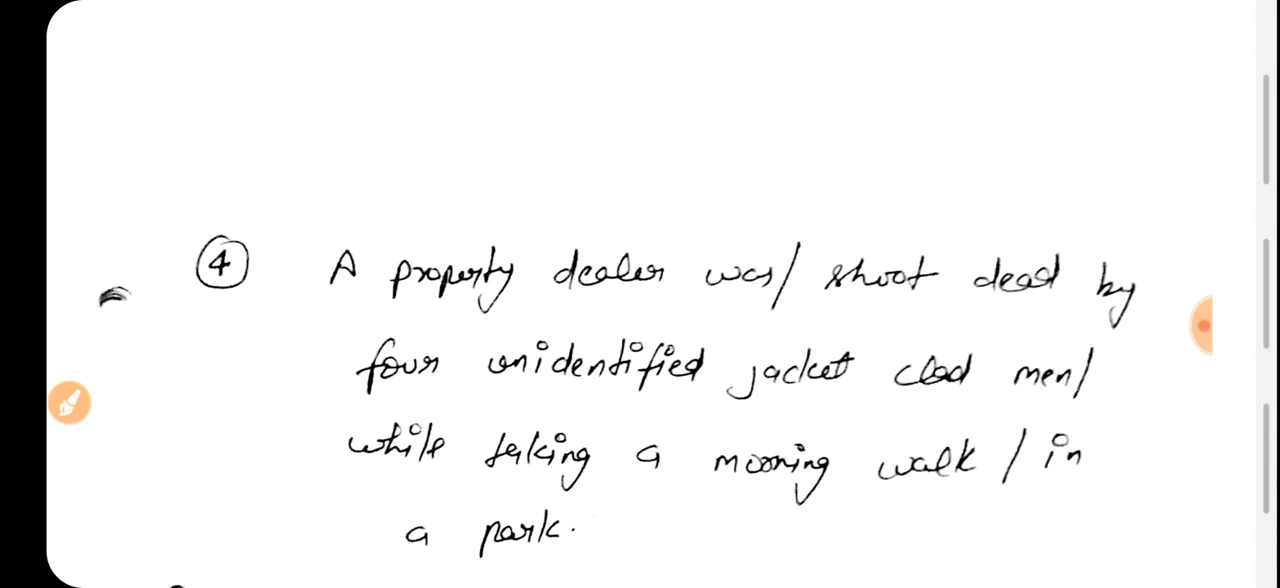 ④ A property dealer was/ shoot dead by
four unidentified jacket clad men/
while taking a morning walk / in
a park.